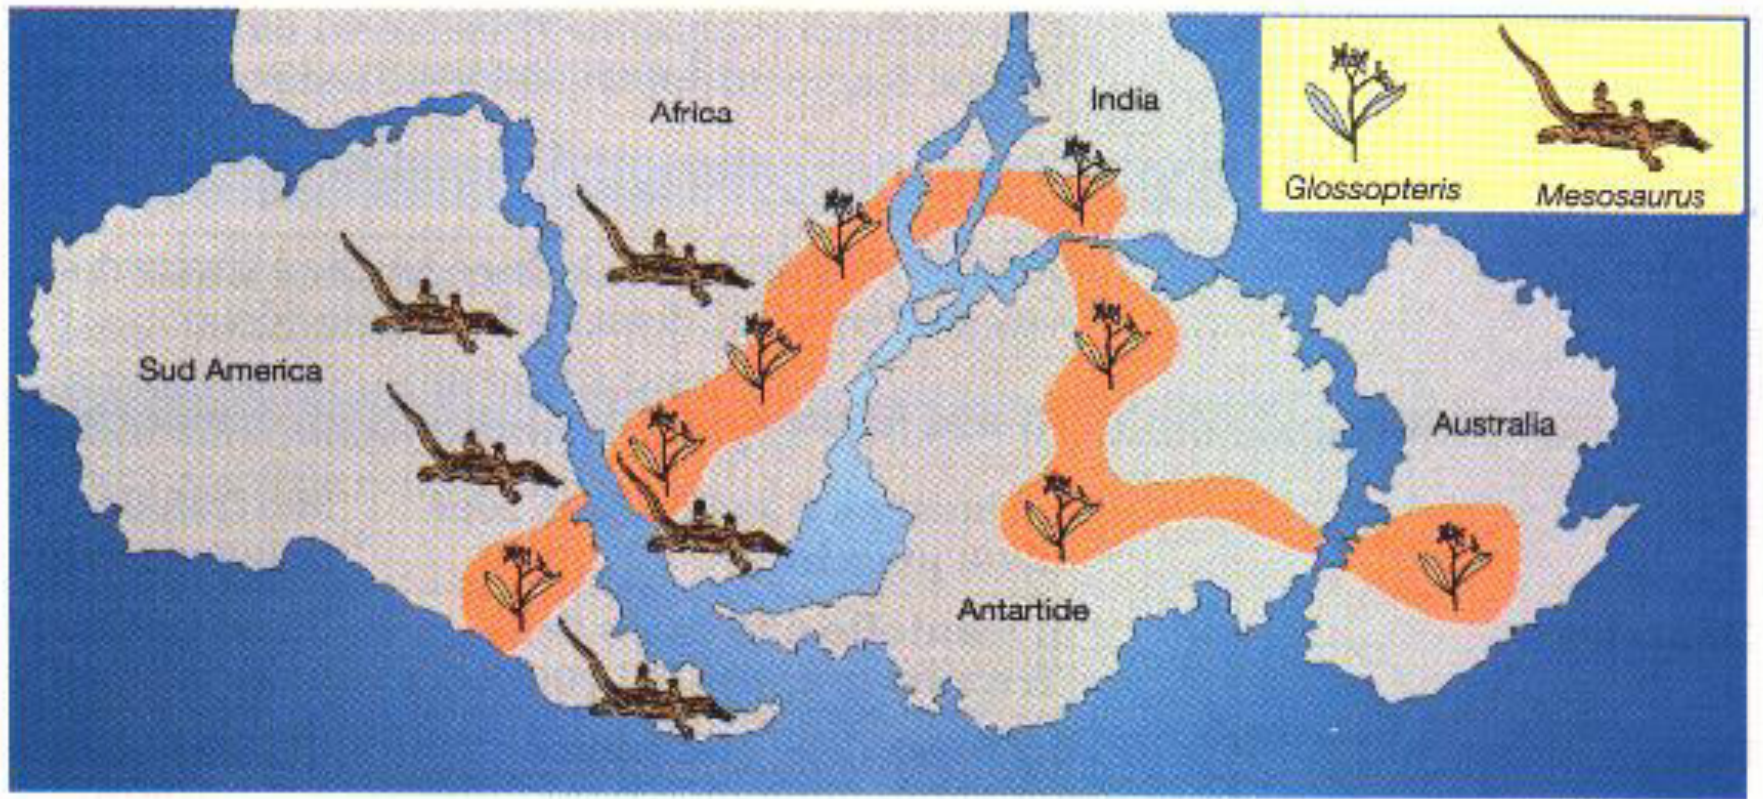 Africa
India
Glossopteris
Mesosaurus
Sud America
Australia
Antartide